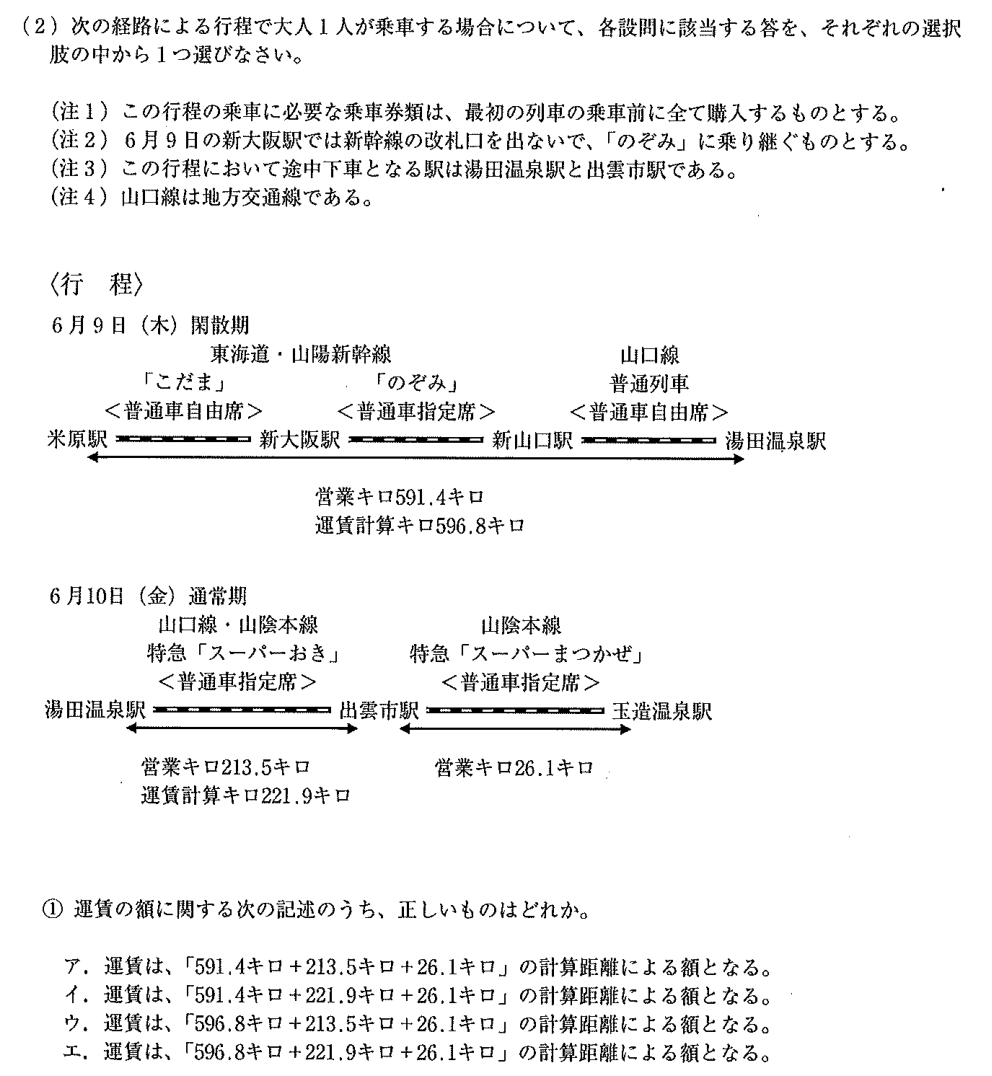 (２) 次の経路による行程で大人１人が乗車する場合について、各設問に該当する答を、それぞれの選択
肢の中から１つ選びなさい。
(注１) この行程の乗車に必要な乗車券類は、最初の列車の乗車前に全て購入するものとする。
(注２) ６月９日の新大阪駅では新幹線の改札口を出ないで、「のぞみ」に乗り継ぐものとする。
(注３) この行程において途中下車となる駅は湯田温泉駅と出雲市駅である。
(注４) 山口線は地方交通線である。
〈行　程〉
６月９日（木）閑散期
東海道・山陽新幹線　山口線
「こだま」　「のぞみ」　普通列車
＜普通車自由席＞　＜普通車指定席＞　＜普通車自由席＞
米原駅　新大阪駅　新山口駅　湯田温泉駅
営業キロ591.4キロ
運賃計算キロ596.8キロ
６月10日（金）通常期
山口線・山陰本線　山陰本線
特急「スーパーおき」　特急「スーパーまつかぜ」
＜普通車指定席＞　＜普通車指定席＞
湯田温泉駅　出雲市駅　玉造温泉駅
営業キロ213.5キロ　営業キロ26.1キロ
運賃計算キロ221.9キロ
① 運賃の額に関する次の記述のうち、正しいものはどれか。
ア．運賃は、「591.4キロ＋213.5キロ＋26.1キロ」の計算距離による額となる。
イ．運賃は、「591.4キロ＋221.9キロ＋26.1キロ」の計算距離による額となる。
ウ．運賃は、「596.8キロ＋213.5キロ＋26.1キロ」の計算距離による額となる。
エ．運賃は、「596.8キロ＋221.9キロ＋26.1キロ」の計算距離による額となる。